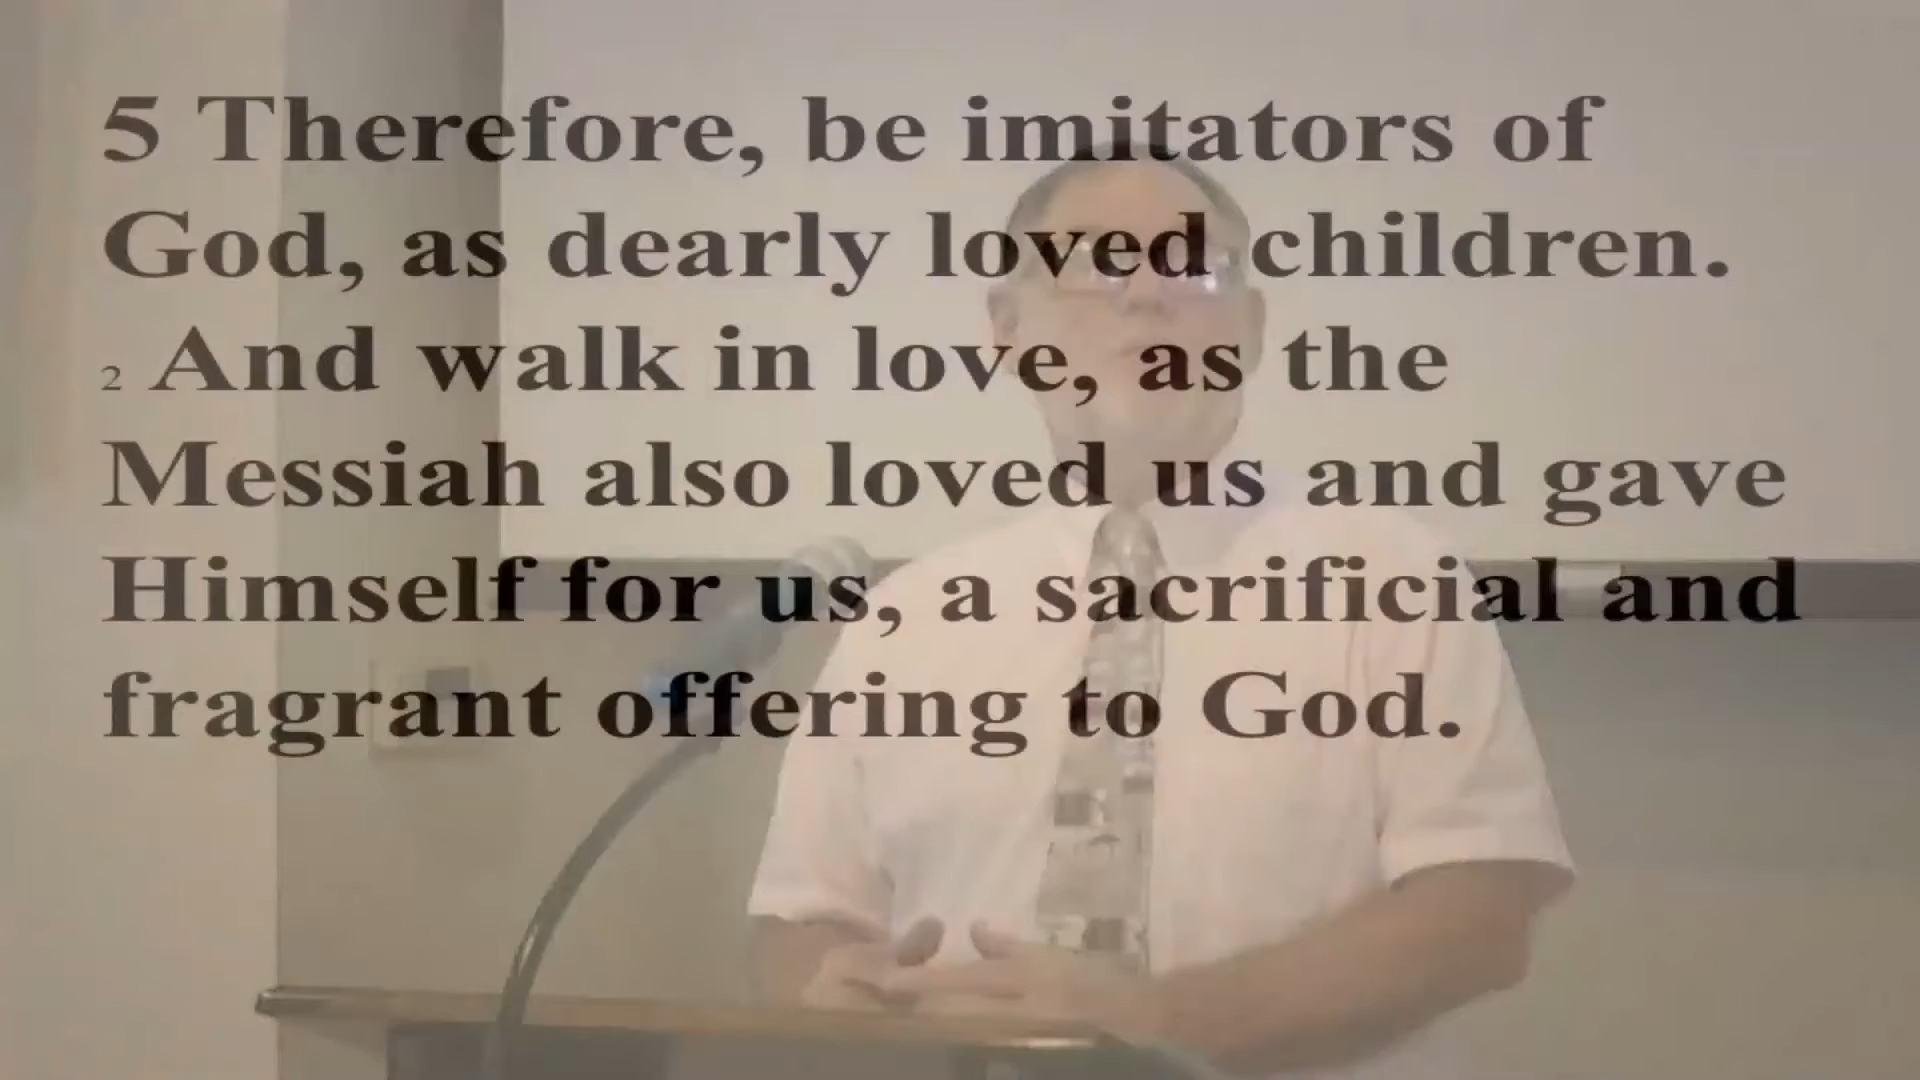 5 Therefore, be imitators of
God, as dearly loved children.
2 And walk in love, as the
Messiah also loved us and gave
Himself for us, a sacrificial and
fragrant offering to God.